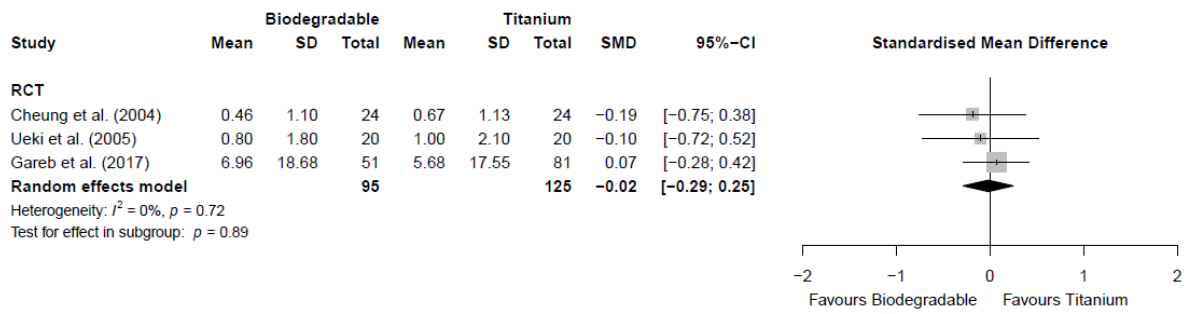 Biodegradable Titanium
Study Mean SD Total Mean SD Total SMD 95%−CI Standardised Mean Difference
RCT
Cheung et al. (2004) 0.46 1.10 24 0.67 1.13 24 −0.19 [−0.75; 0.38]
Ueki et al. (2005) 0.80 1.80 20 1.00 2.10 20 −0.10 [−0.72; 0.52]
Gareb et al. (2017) 6.96 18.68 51 5.68 17.55 81 0.07 [−0.28; 0.42]
Random effects model 95 125 −0.02 [−0.29; 0.25]
Heterogeneity: I² = 0%, p = 0.72
Test for effect in subgroup: p = 0.89
−2 −1 0 1 2
Favours Biodegradable Favours Titanium